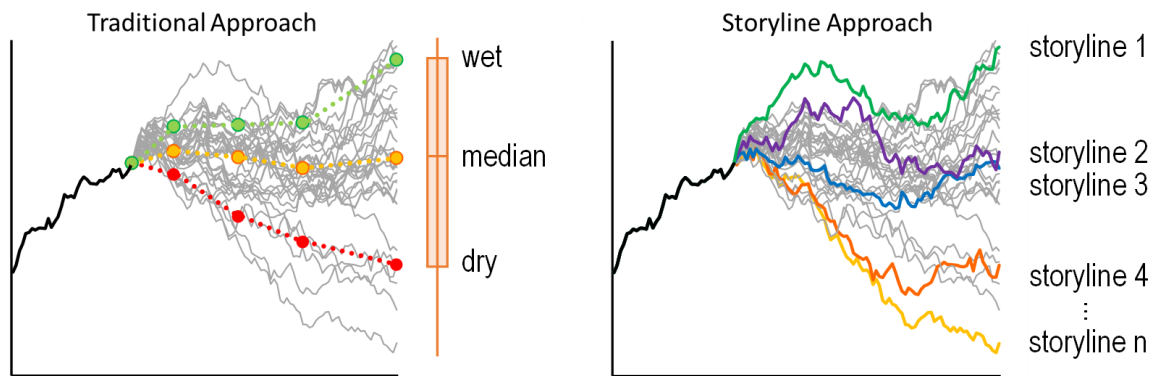 Traditional Approach
wet
median
dry
Storyline Approach
storyline 1
storyline 2
storyline 3
storyline 4
⋮
storyline n